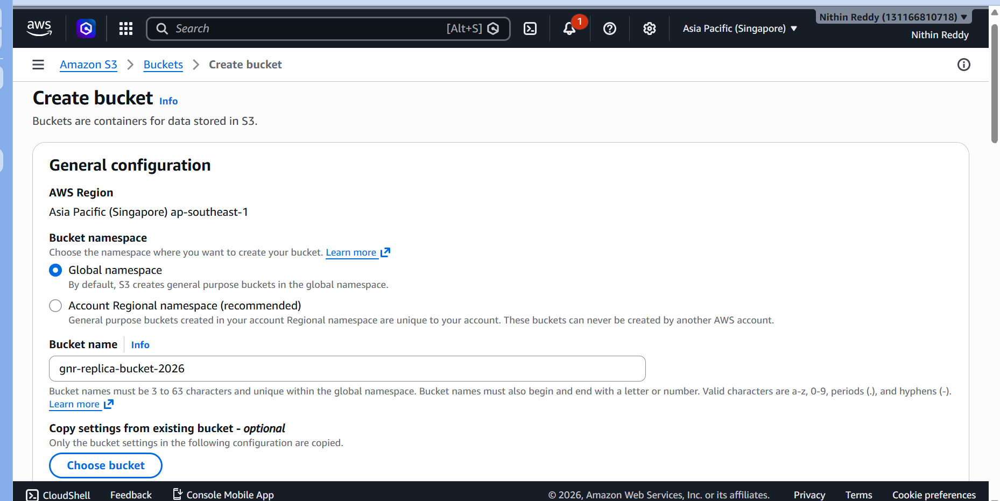 aws
Search [Alt+S]
1
Asia Pacific (Singapore) ▼
Nithin Reddy (131166810718) ▼
Nithin Reddy
Amazon S3 > Buckets > Create bucket
Create bucket Info
Buckets are containers for data stored in S3.
General configuration
AWS Region
Asia Pacific (Singapore) ap-southeast-1
Bucket namespace
Choose the namespace where you want to create your bucket. Learn more
Global namespace
By default, S3 creates general purpose buckets in the global namespace.
Account Regional namespace (recommended)
General purpose buckets created in your account Regional namespace are unique to your account. These buckets can never be created by another AWS account.
Bucket name Info
gnr-replica-bucket-2026
Bucket names must be 3 to 63 characters and unique within the global namespace. Bucket names must also begin and end with a letter or number. Valid characters are a-z, 0-9, periods (.), and hyphens (-).
Learn more
Copy settings from existing bucket - optional
Only the bucket settings in the following configuration are copied.
Choose bucket
CloudShell Feedback Console Mobile App © 2026, Amazon Web Services, Inc. or its affiliates. Privacy Terms Cookie preferences